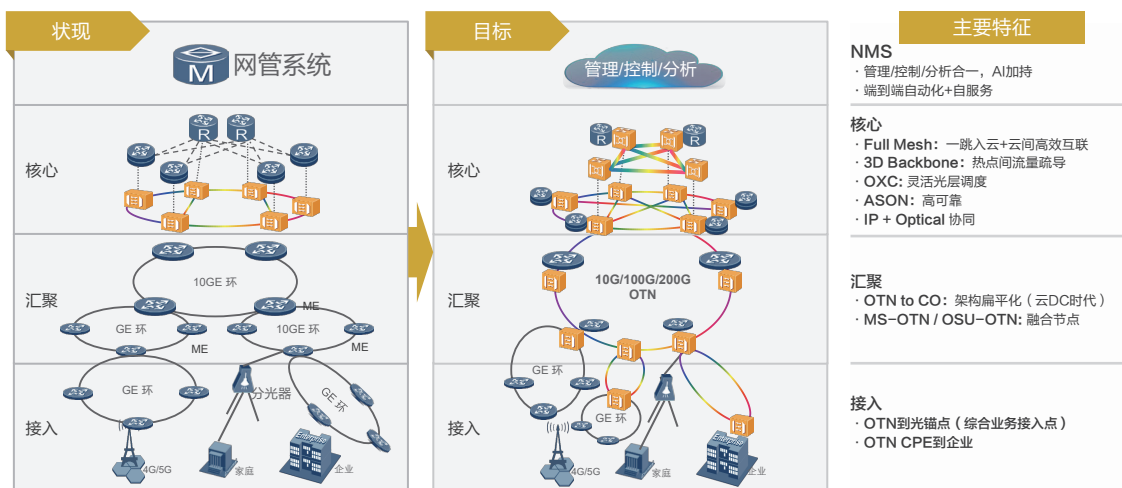 状现
M
网管系统
核心
R
R
汇聚
10GE 环
ME
GE 环
10GE 环
ME
ME
接入
GE 环
分光器
GE 环
Enterprise
4G/5G
家庭
企业
目标
管理/控制/分析
核心
R
R
汇聚
10G/100G/200G
OTN
接入
GE 环
GE 环
Enterprise
4G/5G
家庭
企业
主要特征
NMS
· 管理/控制/分析合一，AI加持
· 端到端自动化+自服务
核心
· Full Mesh：一跳入云+云间高效互联
· 3D Backbone：热点间流量疏导
· OXC: 灵活光层调度
· ASON：高可靠
· IP + Optical 协同
汇聚
· OTN to CO：架构扁平化（云DC时代）
· MS-OTN / OSU-OTN: 融合节点
接入
· OTN到光锚点（综合业务接入点）
· OTN CPE到企业